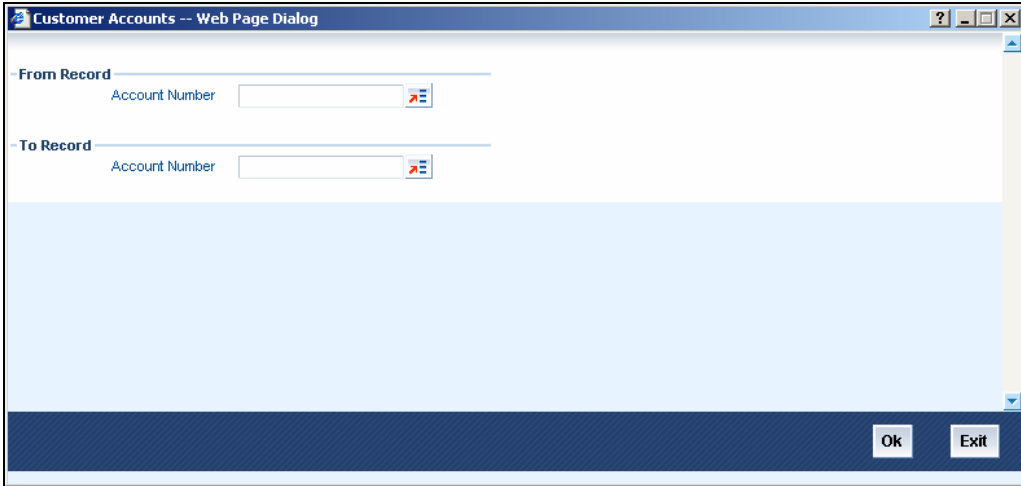 Customer Accounts -- Web Page Dialog
?
From Record
Account Number
To Record
Account Number
Ok Exit